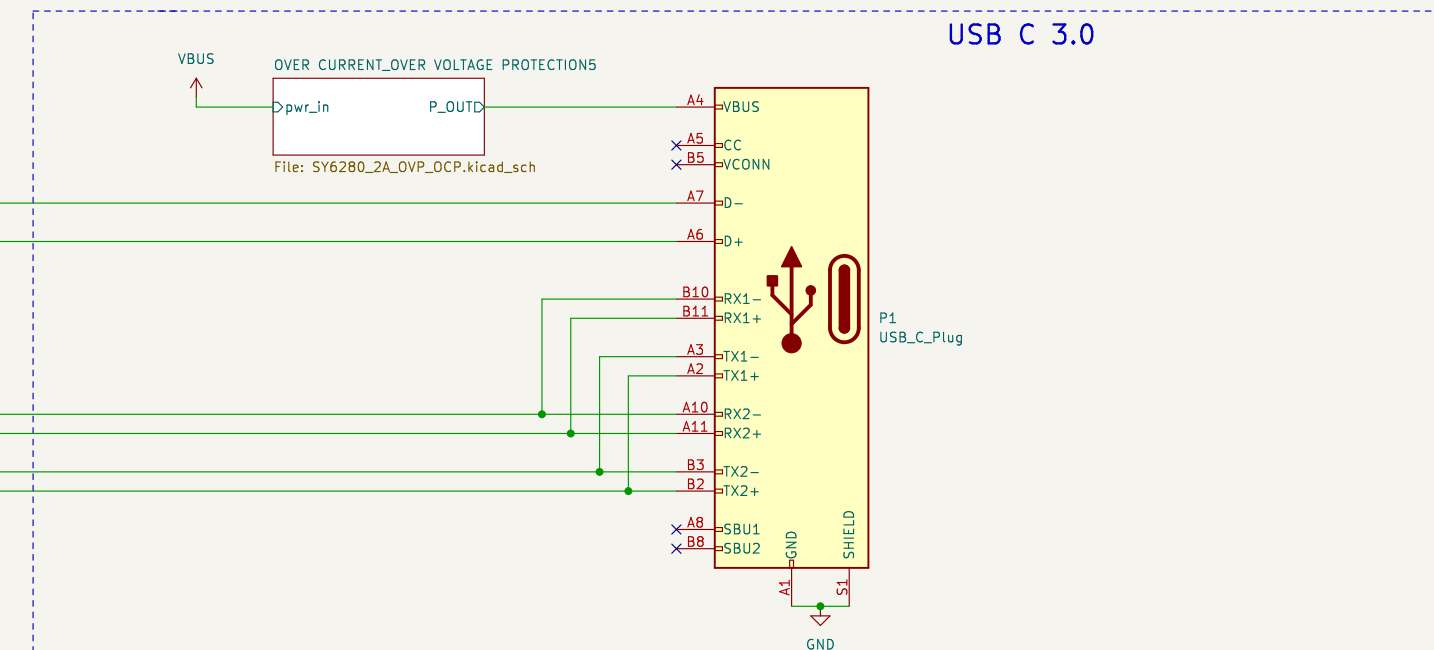 USB C 3.0
VBUS
OVER CURRENT_OVER VOLTAGE PROTECTION5
pwr_in
P_OUT
File: SY6280_2A_OVP_OCP.kicad_sch
A4 VBUS
A5 CC
B5 VCONN
A7 D-
A6 D+
B10 RX1-
B11 RX1+
P1
USB_C_Plug
A3 TX1-
A2 TX1+
A10 RX2-
A11 RX2+
B3 TX2-
B2 TX2+
A8 SBU1
B8 SBU2
GND
SHIELD
A1
S1
GND